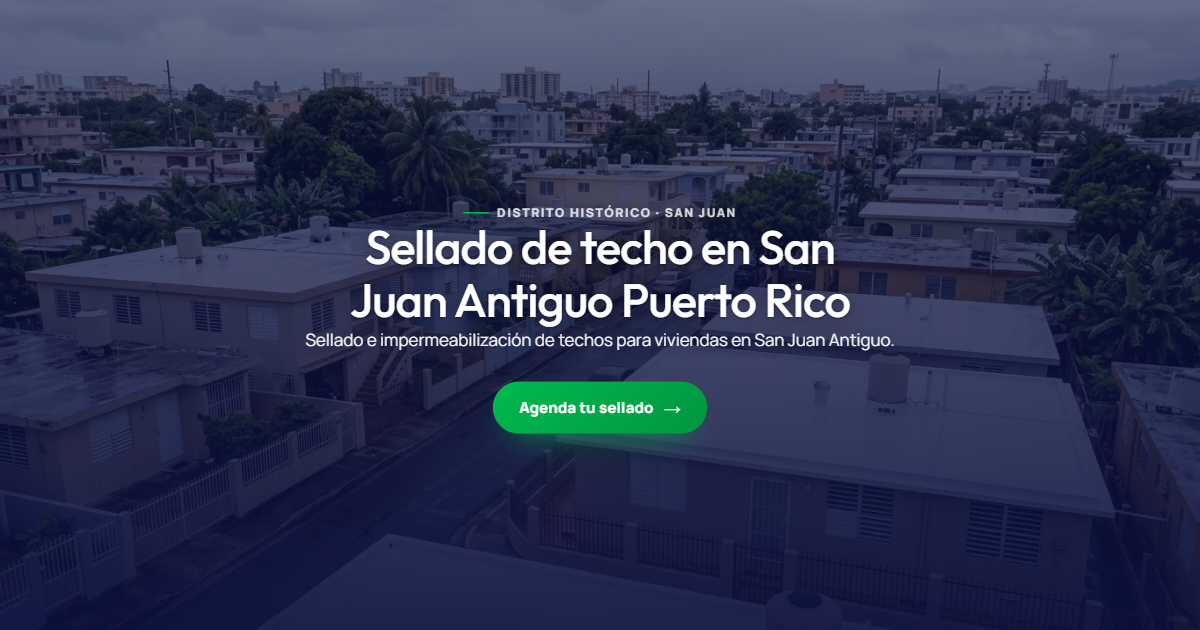 DISTRITO HISTÓRICO · SAN JUAN
Sellado de techo en San
Juan Antiguo Puerto Rico
Sellado e impermeabilización de techos para viviendas en San Juan Antiguo.
Agenda tu sellado →